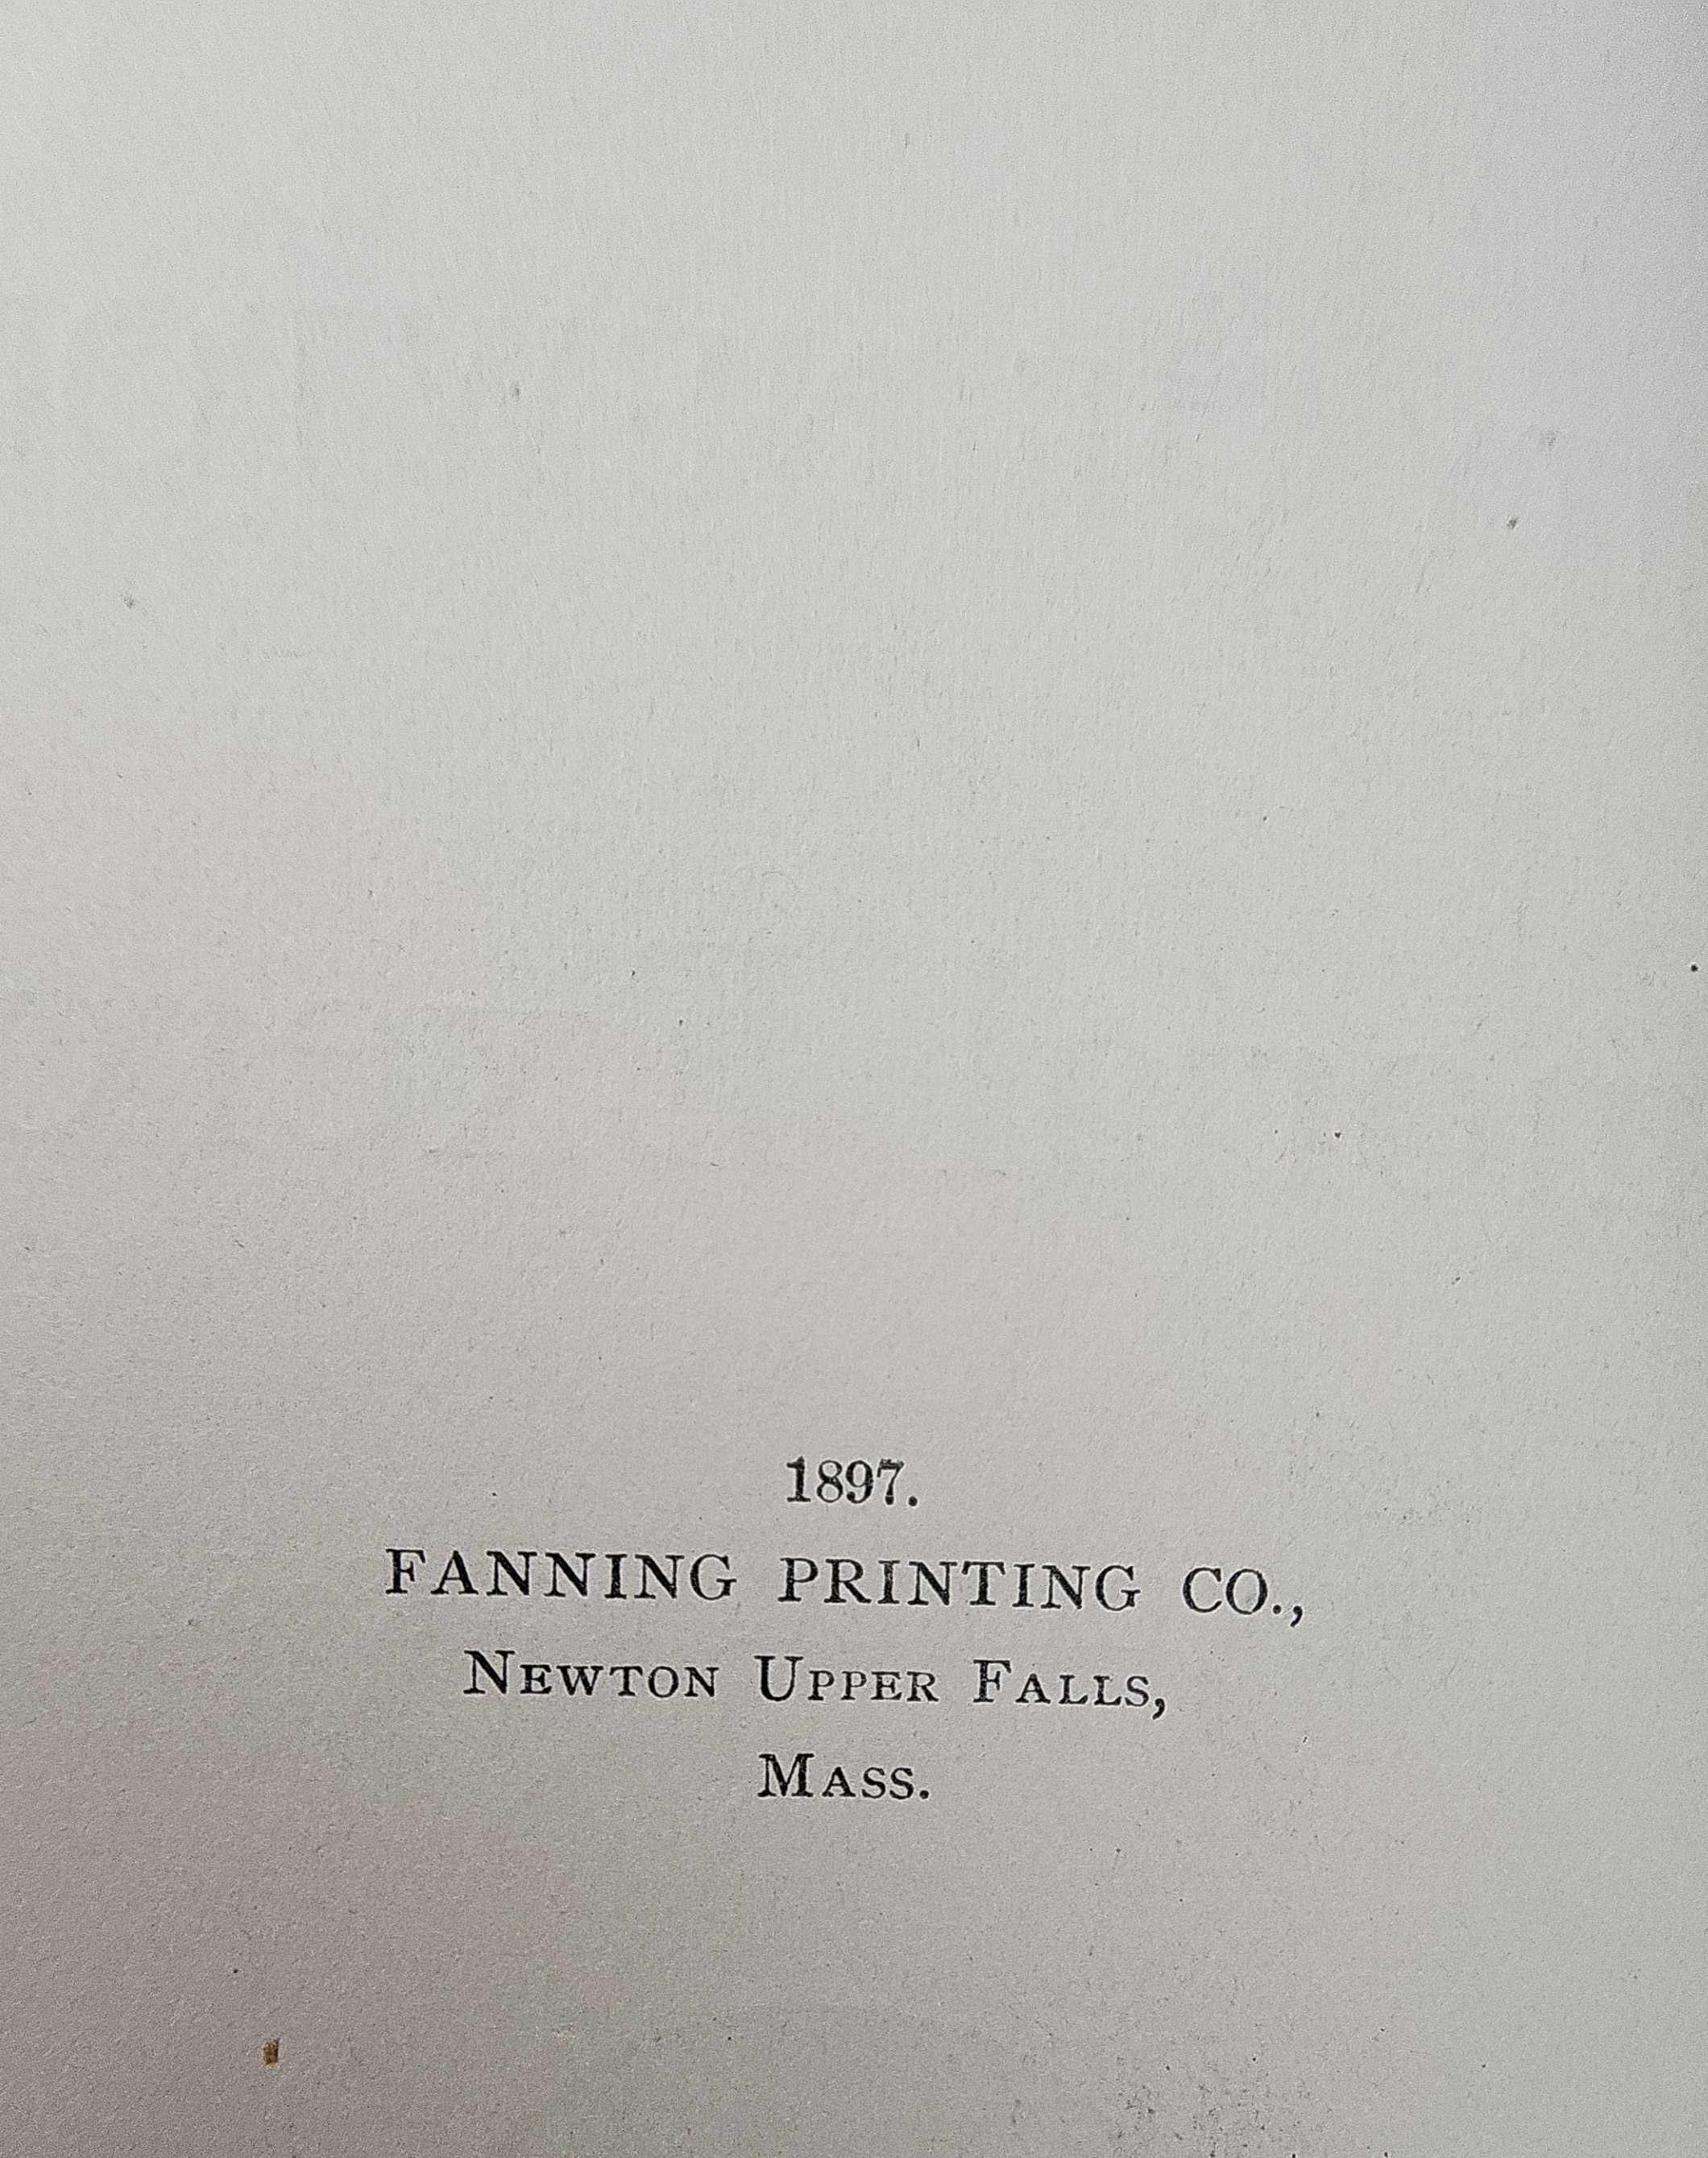 1897.
FANNING PRINTING CO.,
NEWTON UPPER FALLS,
MASS.